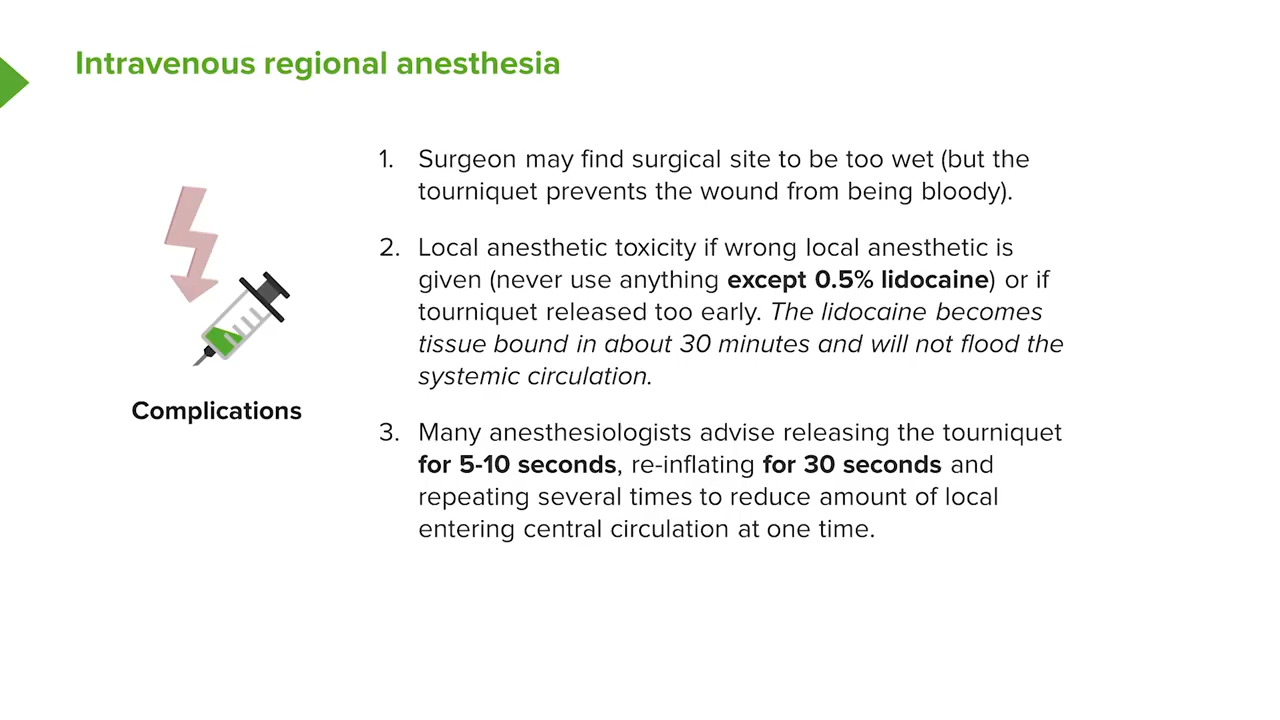 Intravenous regional anesthesia
1. Surgeon may find surgical site to be too wet (but the
tourniquet prevents the wound from being bloody).
2. Local anesthetic toxicity if wrong local anesthetic is
given (never use anything except 0.5% lidocaine) or if
tourniquet released too early. The lidocaine becomes
tissue bound in about 30 minutes and will not flood the
systemic circulation.
Complications
3. Many anesthesiologists advise releasing the tourniquet
for 5-10 seconds, re-inflating for 30 seconds and
repeating several times to reduce amount of local
entering central circulation at one time.